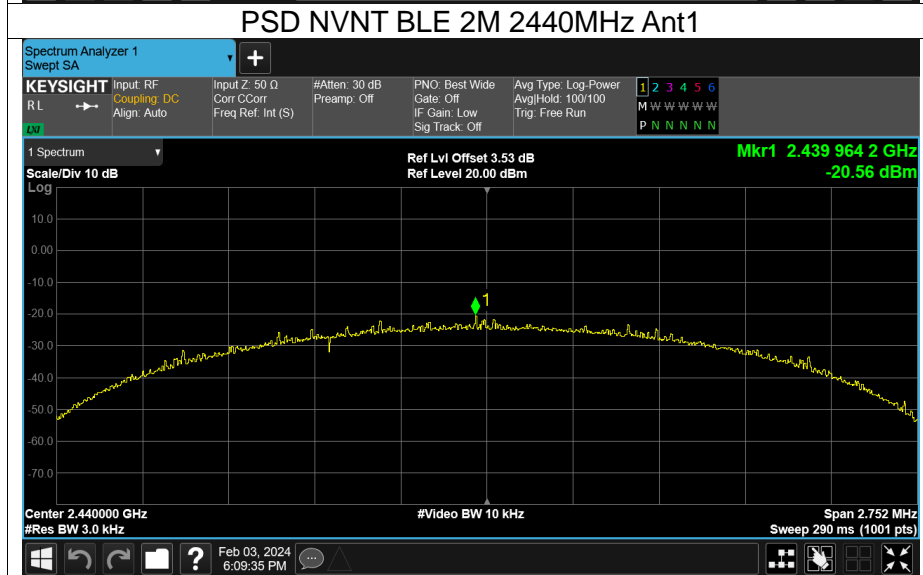 PSD NVNT BLE 2M 2440MHz Ant1
Spectrum Analyzer 1
Swept SA
+
KEYSIGHT
R L
LXI
Input: RF
Coupling: DC
Align: Auto
Input Z: 50 Ω
Corr CCorr
Freq Ref: Int (S)
#Atten: 30 dB
Preamp: Off
PNO: Best Wide
Gate: Off
IF Gain: Low
Sig Track: Off
Avg Type: Log-Power
Avg|Hold: 100/100
Trig: Free Run
1 2 3 4 5 6
M W W W W W
P N N N N N
1 Spectrum
Scale/Div 10 dB
Ref Lvl Offset 3.53 dB
Ref Level 20.00 dBm
Mkr1 2.439 964 2 GHz
-20.56 dBm
Log
10.0
0.00
-10.0
-20.0
-30.0
-40.0
-50.0
-60.0
-70.0
1
Center 2.440000 GHz
#Res BW 3.0 kHz
#Video BW 10 kHz
Span 2.752 MHz
Sweep 290 ms (1001 pts)
?
Feb 03, 2024
6:09:35 PM